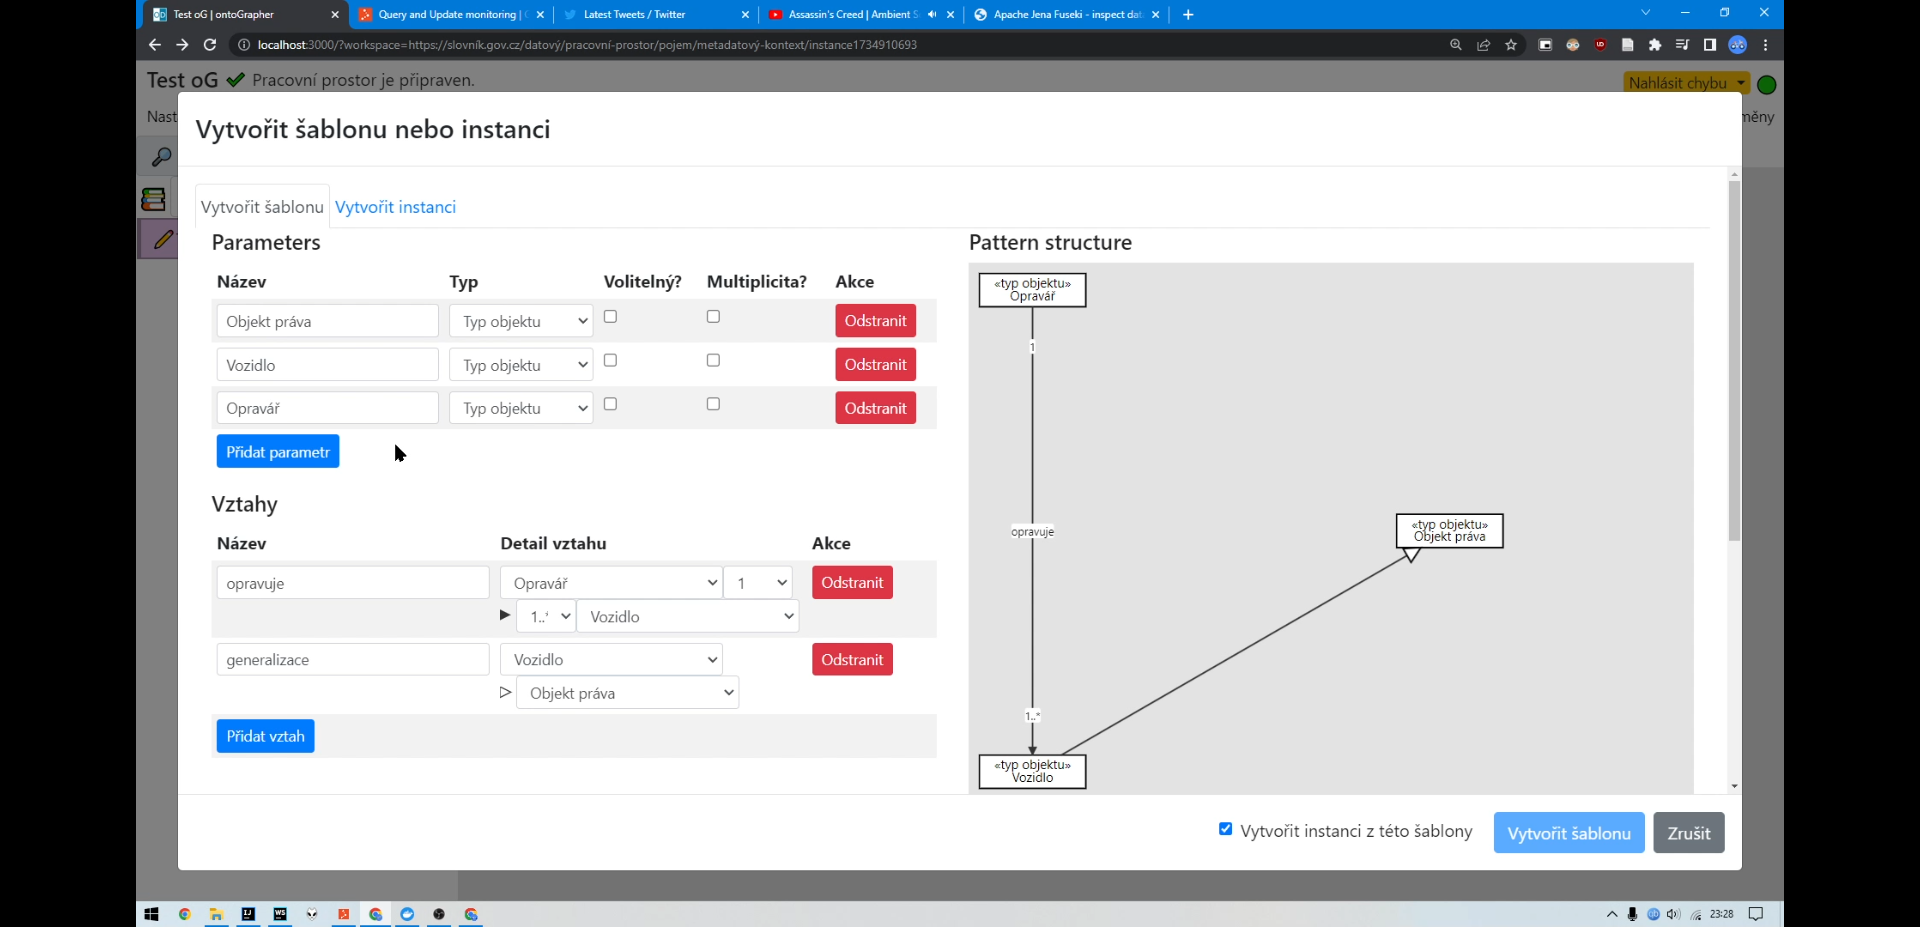 Test oG | ontoGrapher
Query and Update monitoring |
Latest Tweets / Twitter
Assassin's Creed | Ambient S
Apache Jena Fuseki - inspect dat
localhost:3000/?workspace=https://slovník.gov.cz/datový/pracovní-prostor/pojem/metadatový-kontext/instance1734910693
Test oG ✔ Pracovní prostor je připraven.
Nahlásit chybu
Nast
měny
Vytvořit šablonu nebo instanci
Vytvořit šablonu
Vytvořit instanci
Parameters
Název Typ Volitelný? Multiplicita? Akce
Objekt práva Typ objektu Odstranit
Vozidlo Typ objektu Odstranit
Opravář Typ objektu Odstranit
Přidat parametr
Vztahy
Název Detail vztahu Akce
opravuje Opravář 1 Odstranit
1..* Vozidlo
generalizace Vozidlo Odstranit
Objekt práva
Přidat vztah
Pattern structure
«typ objektu»
Opravář
1
opravuje
«typ objektu»
Objekt práva
1..*
«typ objektu»
Vozidlo
Vytvořit instanci z této šablony
Vytvořit šablonu
Zrušit
23:28